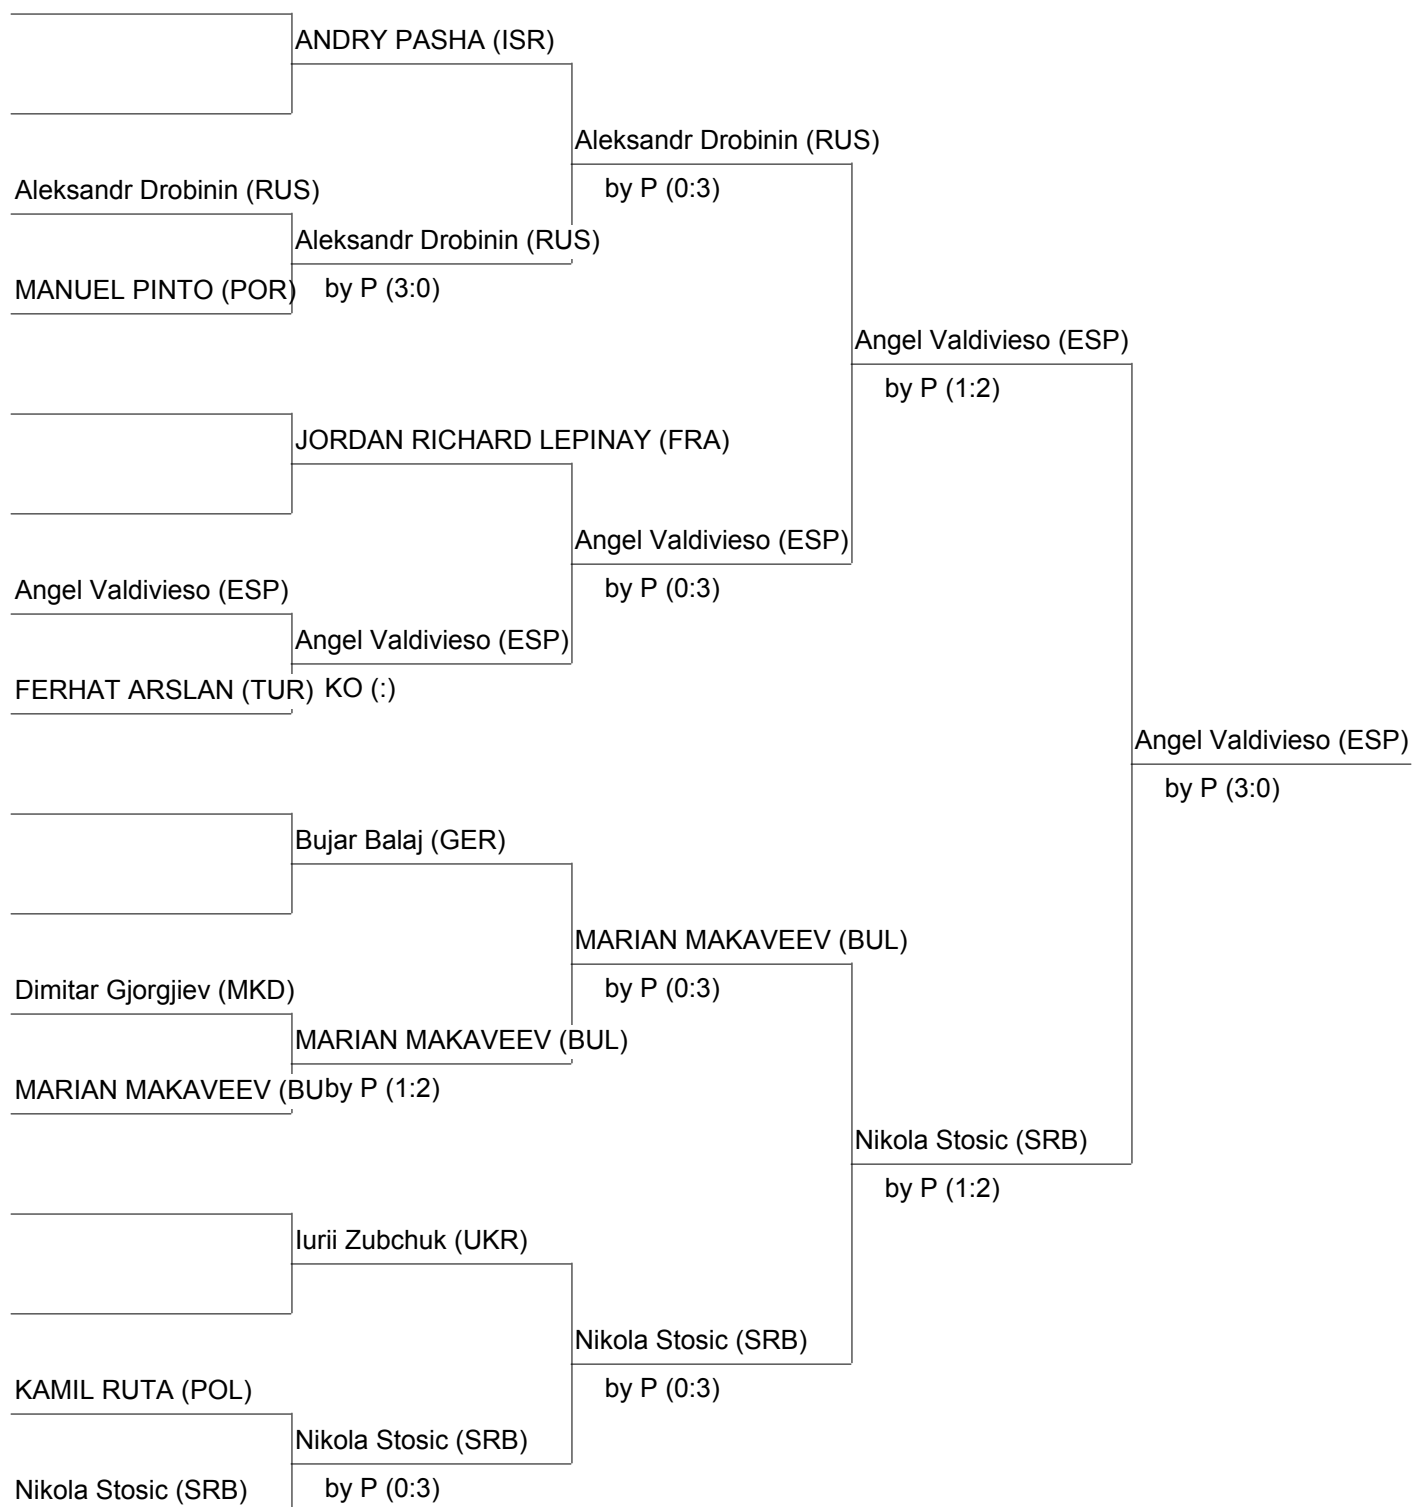 ANDRY PASHA (ISR)
Aleksandr Drobinin (RUS)
by P (0:3)
Aleksandr Drobinin (RUS)
Aleksandr Drobinin (RUS)
MANUEL PINTO (POR)
by P (3:0)
Angel Valdivieso (ESP)
by P (1:2)
JORDAN RICHARD LEPINAY (FRA)
Angel Valdivieso (ESP)
by P (0:3)
Angel Valdivieso (ESP)
Angel Valdivieso (ESP)
FERHAT ARSLAN (TUR)
KO (:)
Angel Valdivieso (ESP)
by P (3:0)
Bujar Balaj (GER)
MARIAN MAKAVEEV (BUL)
by P (0:3)
Dimitar Gjorgjiev (MKD)
MARIAN MAKAVEEV (BUL)
MARIAN MAKAVEEV (BU
by P (1:2)
Nikola Stosic (SRB)
by P (1:2)
Iurii Zubchuk (UKR)
Nikola Stosic (SRB)
by P (0:3)
KAMIL RUTA (POL)
Nikola Stosic (SRB)
Nikola Stosic (SRB)
by P (0:3)